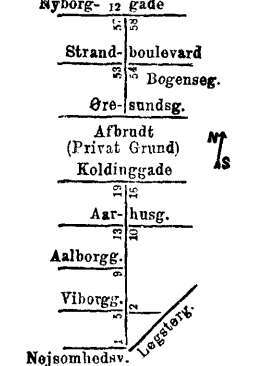 Nyborg- 12 gade
57 58
Strand- boulevard
53 54
Bogenseg.
Øre- sundsg.
Afbrudt
(Privat Grund)
N
S
Koldinggade
19 16
Aar- husg.
13 10
Aalborgg.
9
Viborgg.
5 2
1
Løgstørg.
Nøjsomhedsv.